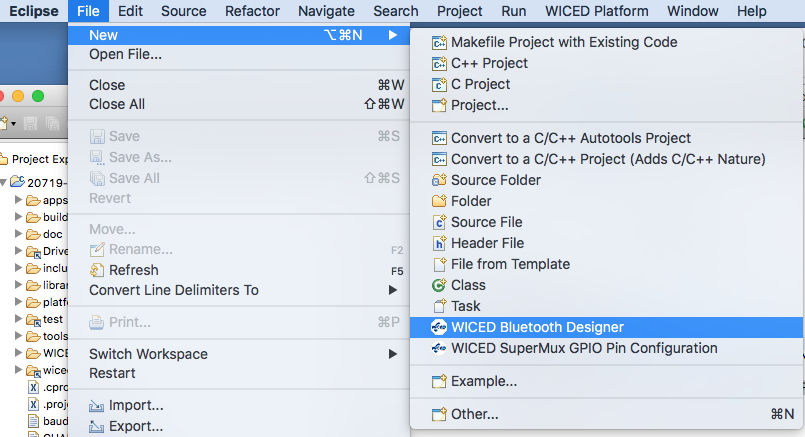 Eclipse File Edit Source Refactor Navigate Search Project Run WICED Platform Window Help
New ⌥⌘N ▶
Open File...
Close ⌘W
Close All ⇧⌘W
Save ⌘S
Save As...
Save All ⇧⌘S
Revert
Move...
Rename... F2
Refresh F5
Convert Line Delimiters To ▶
Print... ⌘P
Switch Workspace ▶
Restart
Import...
Export...
Makefile Project with Existing Code
C++ Project
C Project
Project...
Convert to a C/C++ Autotools Project
Convert to a C/C++ Project (Adds C/C++ Nature)
Source Folder
Folder
Source File
Header File
File from Template
Class
Task
WICED Bluetooth Designer
WICED SuperMux GPIO Pin Configuration
Example...
Other... ⌘N
Project Exp
20719-
apps
build
doc
Drive
inclu
librar
platfo
test
tools
WICE
wiced
.cpro
.proj
baud